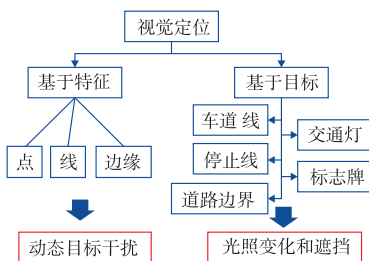 视觉定位
基于特征
基于目标
点
线
边缘
车道线
交通灯
停止线
标志牌
道路边界
动态目标干扰
光照变化和遮挡